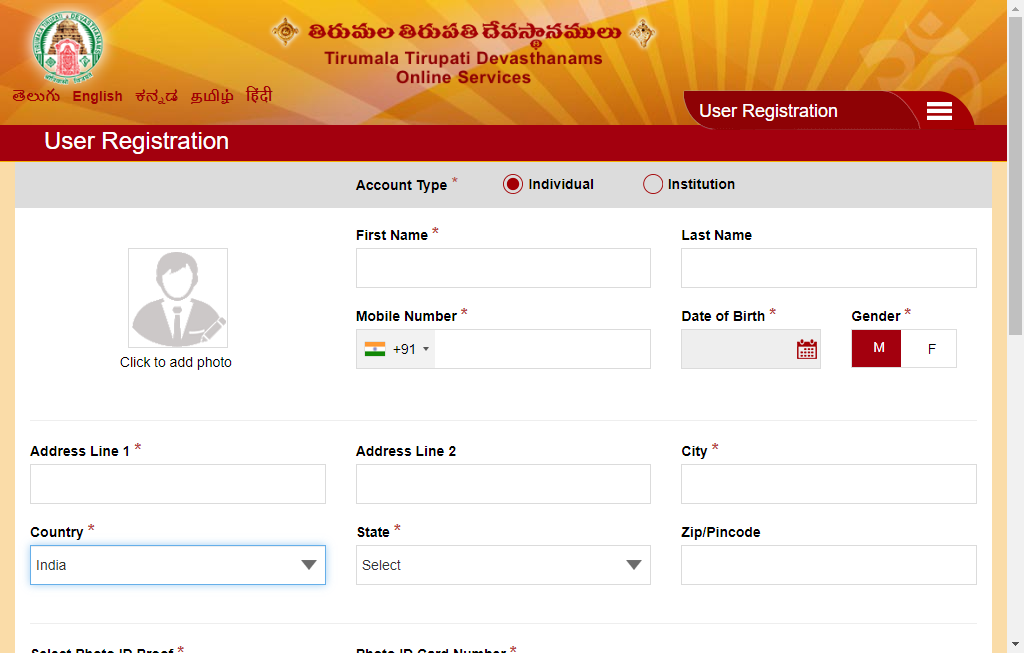 తిరుమల తిరుపతి దేవస్థానములు
Tirumala Tirupati Devasthanams
Online Services
తెలుగు English ಕನ್ನಡ தமிழ் हिंदी
User Registration
User Registration
Account Type * Individual Institution
First Name * Last Name
Mobile Number * Date of Birth * Gender *
+91 M F
Click to add photo
Address Line 1 * Address Line 2 City *
Country * State * Zip/Pincode
India Select
Select Photo ID Proof * Photo ID Card Number *